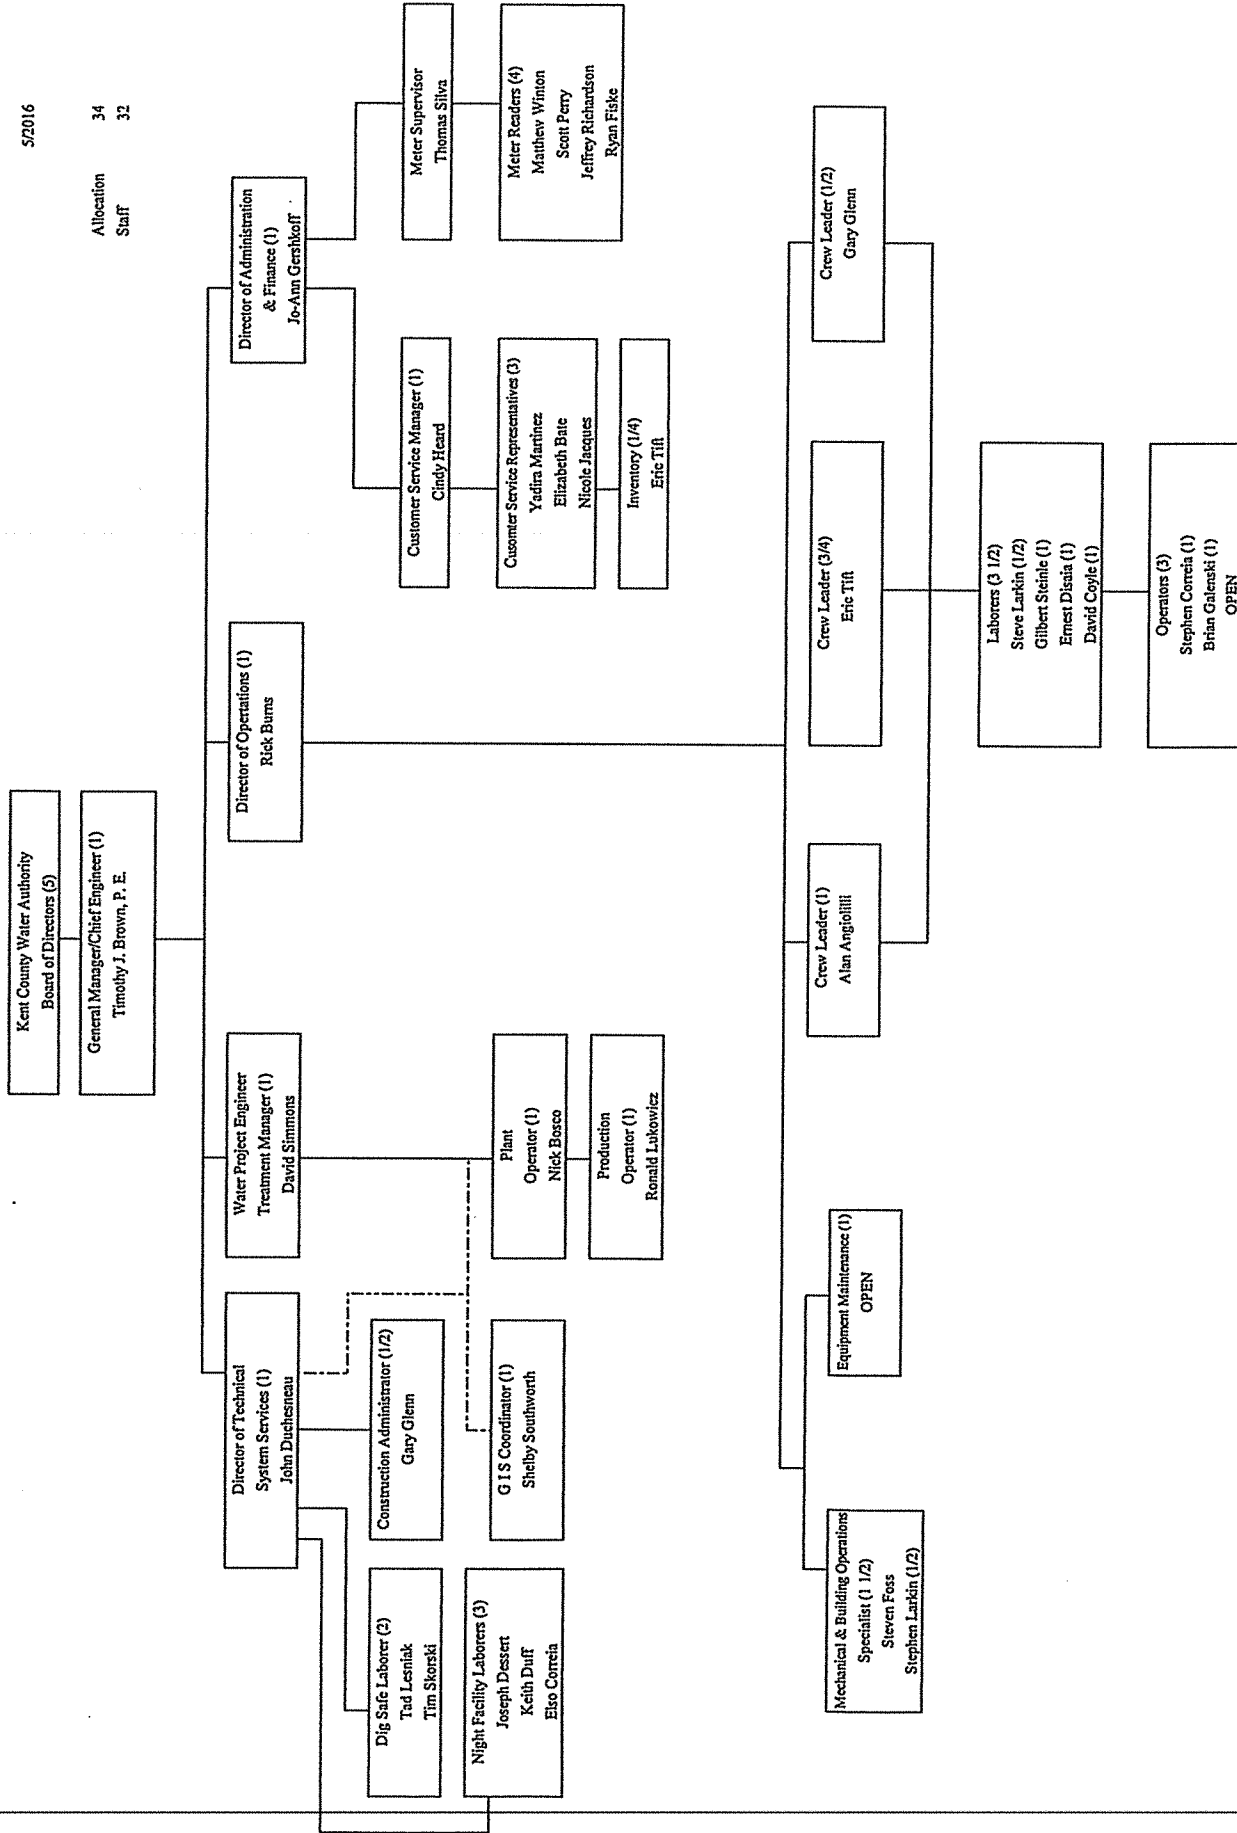 5/2016
Allocation 34
Staff 32
Kent County Water Authority
Board of Directors (5)
General Manager/Chief Engineer (1)
Timothy J. Brown, P. E.
Director of Technical
System Services (1)
John Duchesneau
Water Project Engineer
Treatment Manager (1)
David Simmons
Director of Opertations (1)
Rick Burns
Director of Administration
& Finance (1)
Jo-Ann Gershkoff
Dig Safe Laborer (2)
Tad Lesniak
Tim Skorski
Construction Administrator (1/2)
Gary Glenn
Customer Service Manager (1)
Cindy Heard
Meter Supervisor
Thomas Silva
Night Facility Laborers (3)
Joseph Dessert
Keith Duff
Elso Correia
G I S Coordinator (1)
Shelby Southworth
Plant
Operator (1)
Nick Bosco
Cusomter Service Representatives (3)
Yadira Martinez
Elizabeth Bate
Nicole Jacques
Meter Readers (4)
Matthew Winton
Scott Perry
Jeffrey Richardson
Ryan Fiske
Production
Operator (1)
Ronald Lukowicz
Inventory (1/4)
Eric Tift
Mechanical & Building Operations
Specialist (1 1/2)
Steven Foss
Stephen Larkin (1/2)
Equipment Maintenance (1)
OPEN
Crew Leader (1)
Alan Angiolilli
Crew Leader (3/4)
Eric Tift
Crew Leader (1/2)
Gary Glenn
Laborers (3 1/2)
Steve Larkin (1/2)
Gilbert Steinle (1)
Ernest Disaia (1)
David Coyle (1)
Operators (3)
Stephen Correia (1)
Brian Galenski (1)
OPEN